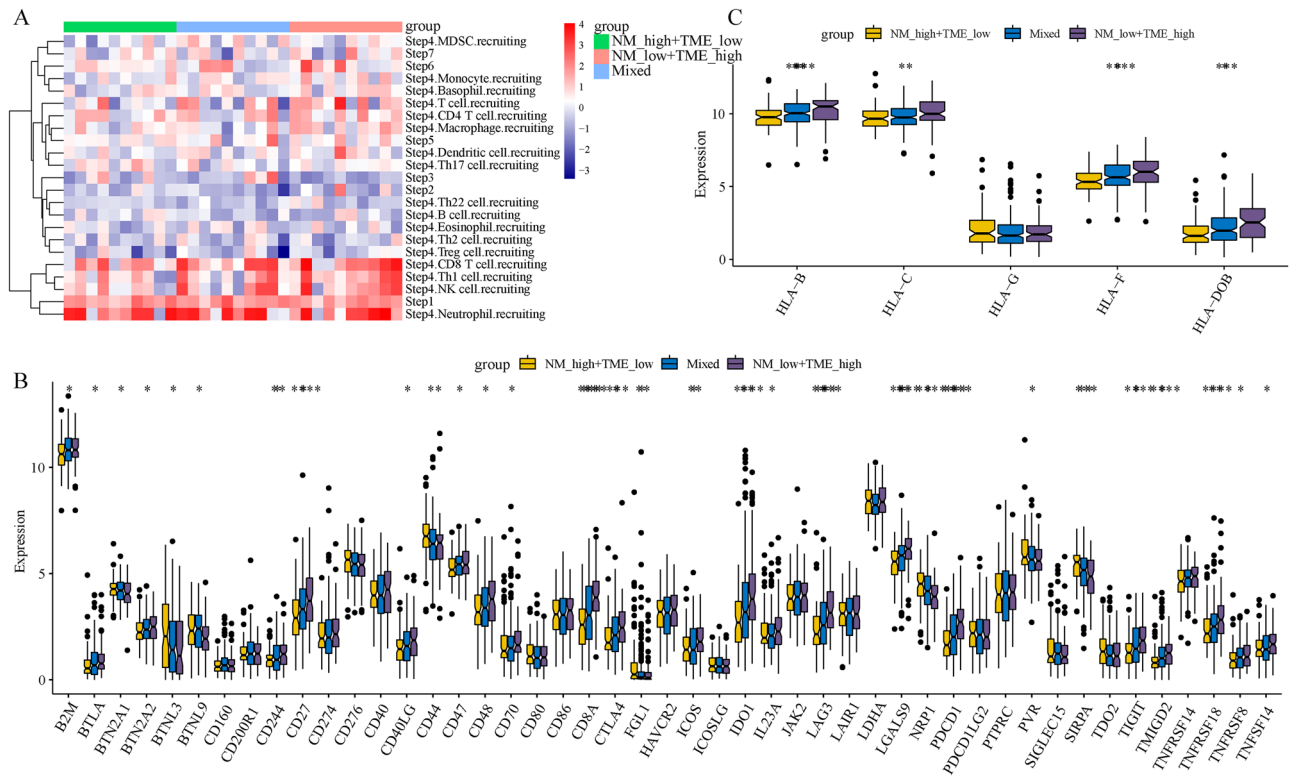 A
group
Step4.MDSC.recruiting
Step7
Step6
Step4.Monocyte.recruiting
Step4.Basophil.recruiting
Step4.T cell.recruiting
Step4.CD4 T cell.recruiting
Step4.Macrophage.recruiting
Step5
Step4.Dendritic cell.recruiting
Step4.Th17 cell.recruiting
Step3
Step2
Step4.Th22 cell.recruiting
Step4.B cell.recruiting
Step4.Eosinophil.recruiting
Step4.Th2 cell.recruiting
Step4.Treg cell.recruiting
Step4.CD8 T cell.recruiting
Step4.Th1 cell.recruiting
Step4.NK cell.recruiting
Step1
Step4.Neutrophil.recruiting
4
3
2
1
0
−1
−2
−3
group
NM_high+TME_low
NM_low+TME_high
Mixed
C
group NM_high+TME_low Mixed NM_low+TME_high
Expression
10
5
0
HLA−B
HLA−C
HLA−G
HLA−F
HLA−DOB
B
group NM_high+TME_low Mixed NM_low+TME_high
Expression
10
5
0
B2M
BTLA
BTN2A1
BTN2A2
BTNL3
BTNL9
CD160
CD200R1
CD244
CD27
CD274
CD276
CD40
CD40LG
CD44
CD47
CD48
CD70
CD80
CD86
CD8A
CTLA4
FGL1
HAVCR2
ICOS
ICOSLG
IDO1
IL23A
JAK2
LAG3
LAIR1
LDHA
LGALS9
NRP1
PDCD1
PDCD1LG2
PTPRC
PVR
SIGLEC15
SIRPA
TDO2
TIGIT
TMIGD2
TNFRSF14
TNFRSF18
TNFRSF8
TNFSF14